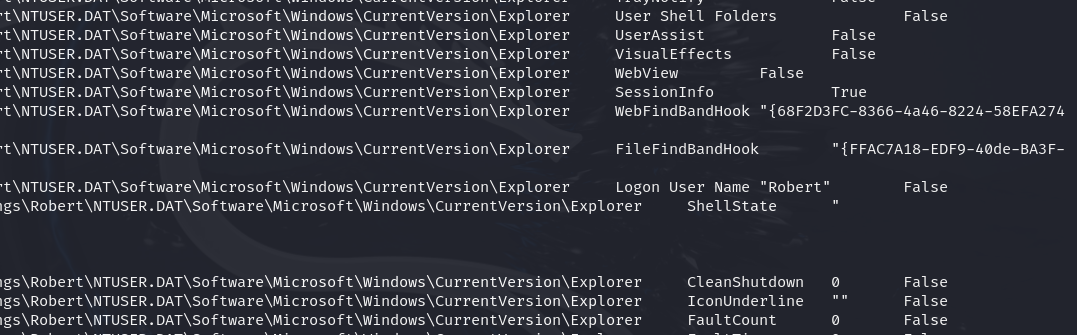 rt\NTUSER.DAT\Software\Microsoft\Windows\CurrentVersion\Explorer TrayNotify False
rt\NTUSER.DAT\Software\Microsoft\Windows\CurrentVersion\Explorer User Shell Folders False
rt\NTUSER.DAT\Software\Microsoft\Windows\CurrentVersion\Explorer UserAssist False
rt\NTUSER.DAT\Software\Microsoft\Windows\CurrentVersion\Explorer VisualEffects False
rt\NTUSER.DAT\Software\Microsoft\Windows\CurrentVersion\Explorer WebView False
rt\NTUSER.DAT\Software\Microsoft\Windows\CurrentVersion\Explorer SessionInfo True
rt\NTUSER.DAT\Software\Microsoft\Windows\CurrentVersion\Explorer WebFindBandHook "{68F2D3FC-8366-4a46-8224-58EFA274
rt\NTUSER.DAT\Software\Microsoft\Windows\CurrentVersion\Explorer FileFindBandHook "{FFAC7A18-EDF9-40de-BA3F-
rt\NTUSER.DAT\Software\Microsoft\Windows\CurrentVersion\Explorer Logon User Name "Robert" False
ngs\Robert\NTUSER.DAT\Software\Microsoft\Windows\CurrentVersion\Explorer ShellState "
ngs\Robert\NTUSER.DAT\Software\Microsoft\Windows\CurrentVersion\Explorer CleanShutdown 0 False
ngs\Robert\NTUSER.DAT\Software\Microsoft\Windows\CurrentVersion\Explorer IconUnderline "" False
ngs\Robert\NTUSER.DAT\Software\Microsoft\Windows\CurrentVersion\Explorer FaultCount 0 False